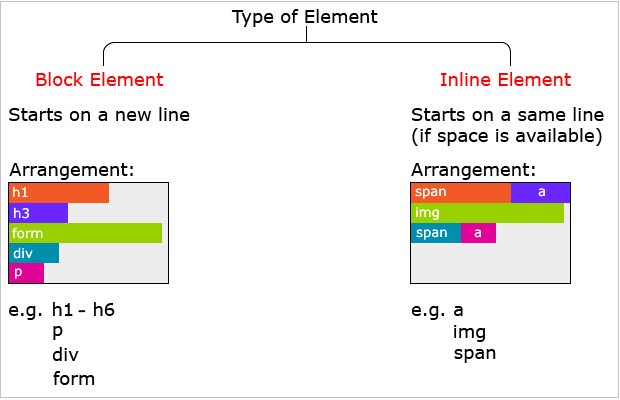 Type of Element
Block Element
Starts on a new line
Arrangement:
h1
h3
form
div
p
e.g. h1 - h6
p
div
form
Inline Element
Starts on a same line
(if space is available)
Arrangement:
span a
img
span a
e.g. a
img
span